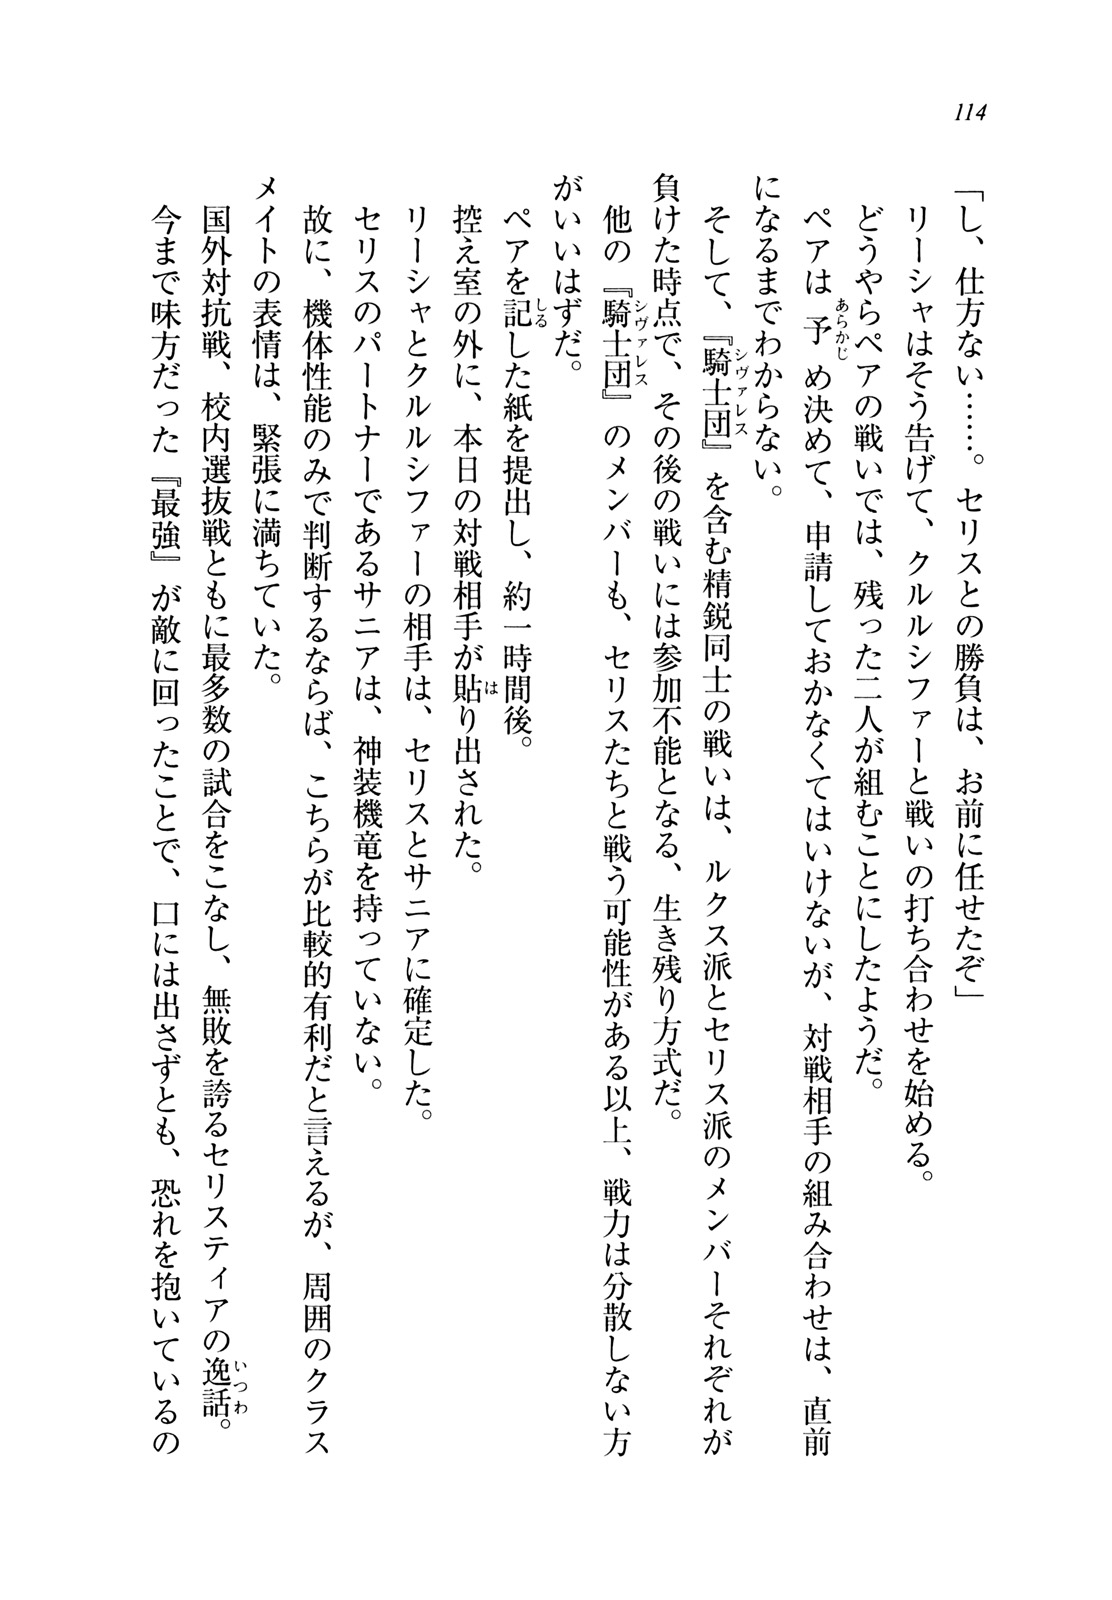 114
「し、仕方ない……。セリスとの勝負は、お前に任せたぞ」
リーシャはそう告げて、クルルシファーと戦いの打ち合わせを始める。
どうやらペアの戦いでは、残った二人が組むことにしたようだ。
ペアは予め決めて、申請しておかなくてはいけないが、対戦相手の組み合わせは、直前
あらかじ
になるまでわからない。
そして、『騎士団』を含む精鋭同士の戦いは、ルクス派とセリス派のメンバーそれぞれが
シヴァレス
負けた時点で、その後の戦いには参加不能となる、生き残り方式だ。
他の『騎士団』のメンバーも、セリスたちと戦う可能性がある以上、戦力は分散しない方
シヴァレス
がいいはずだ。
ペアを記した紙を提出し、約一時間後。
しる
控え室の外に、本日の対戦相手が貼り出された。
は
リーシャとクルルシファーの相手は、セリスとサニアに確定した。
セリスのパートナーであるサニアは、神装機竜を持っていない。
故に、機体性能のみで判断するならば、こちらが比較的有利だと言えるが、周囲のクラス
メイトの表情は、緊張に満ちていた。
国外対抗戦、校内選抜戦ともに最多数の試合をこなし、無敗を誇るセリスティアの逸話。
いつわ
今まで味方だった『最強』が敵に回ったことで、口には出さずとも、恐れを抱いているの